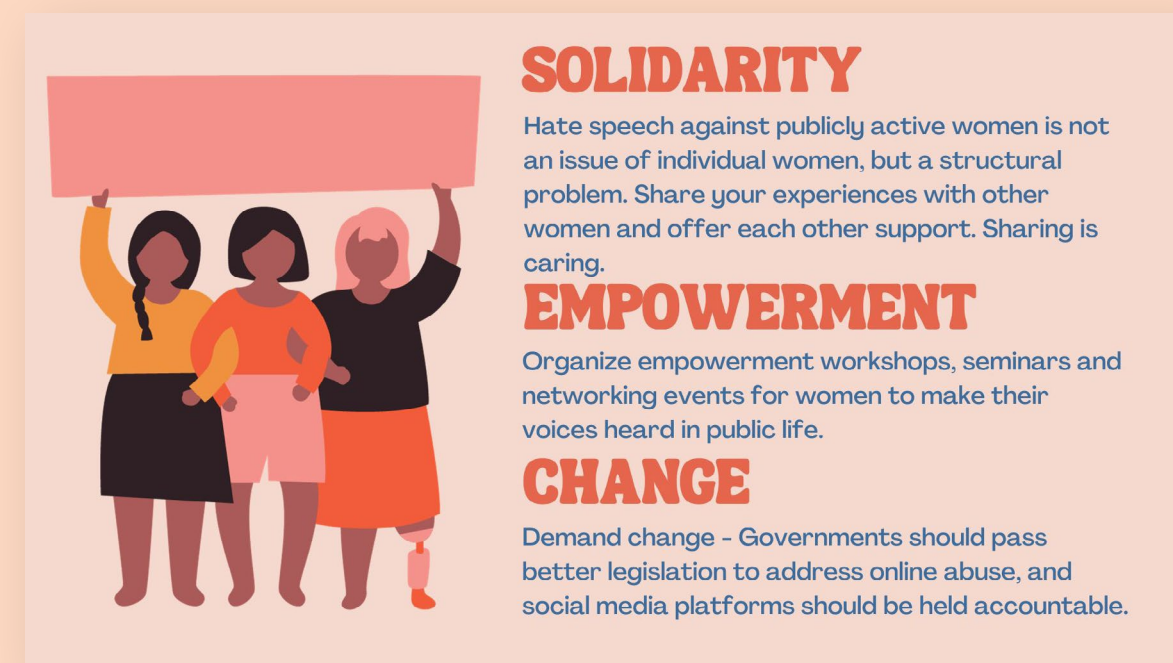 SOLIDARITY
Hate speech against publicly active women is not
an issue of individual women, but a structural
problem. Share your experiences with other
women and offer each other support. Sharing is
caring.
EMPOWERMENT
Organize empowerment workshops, seminars and
networking events for women to make their
voices heard in public life.
CHANGE
Demand change - Governments should pass
better legislation to address online abuse, and
social media platforms should be held accountable.